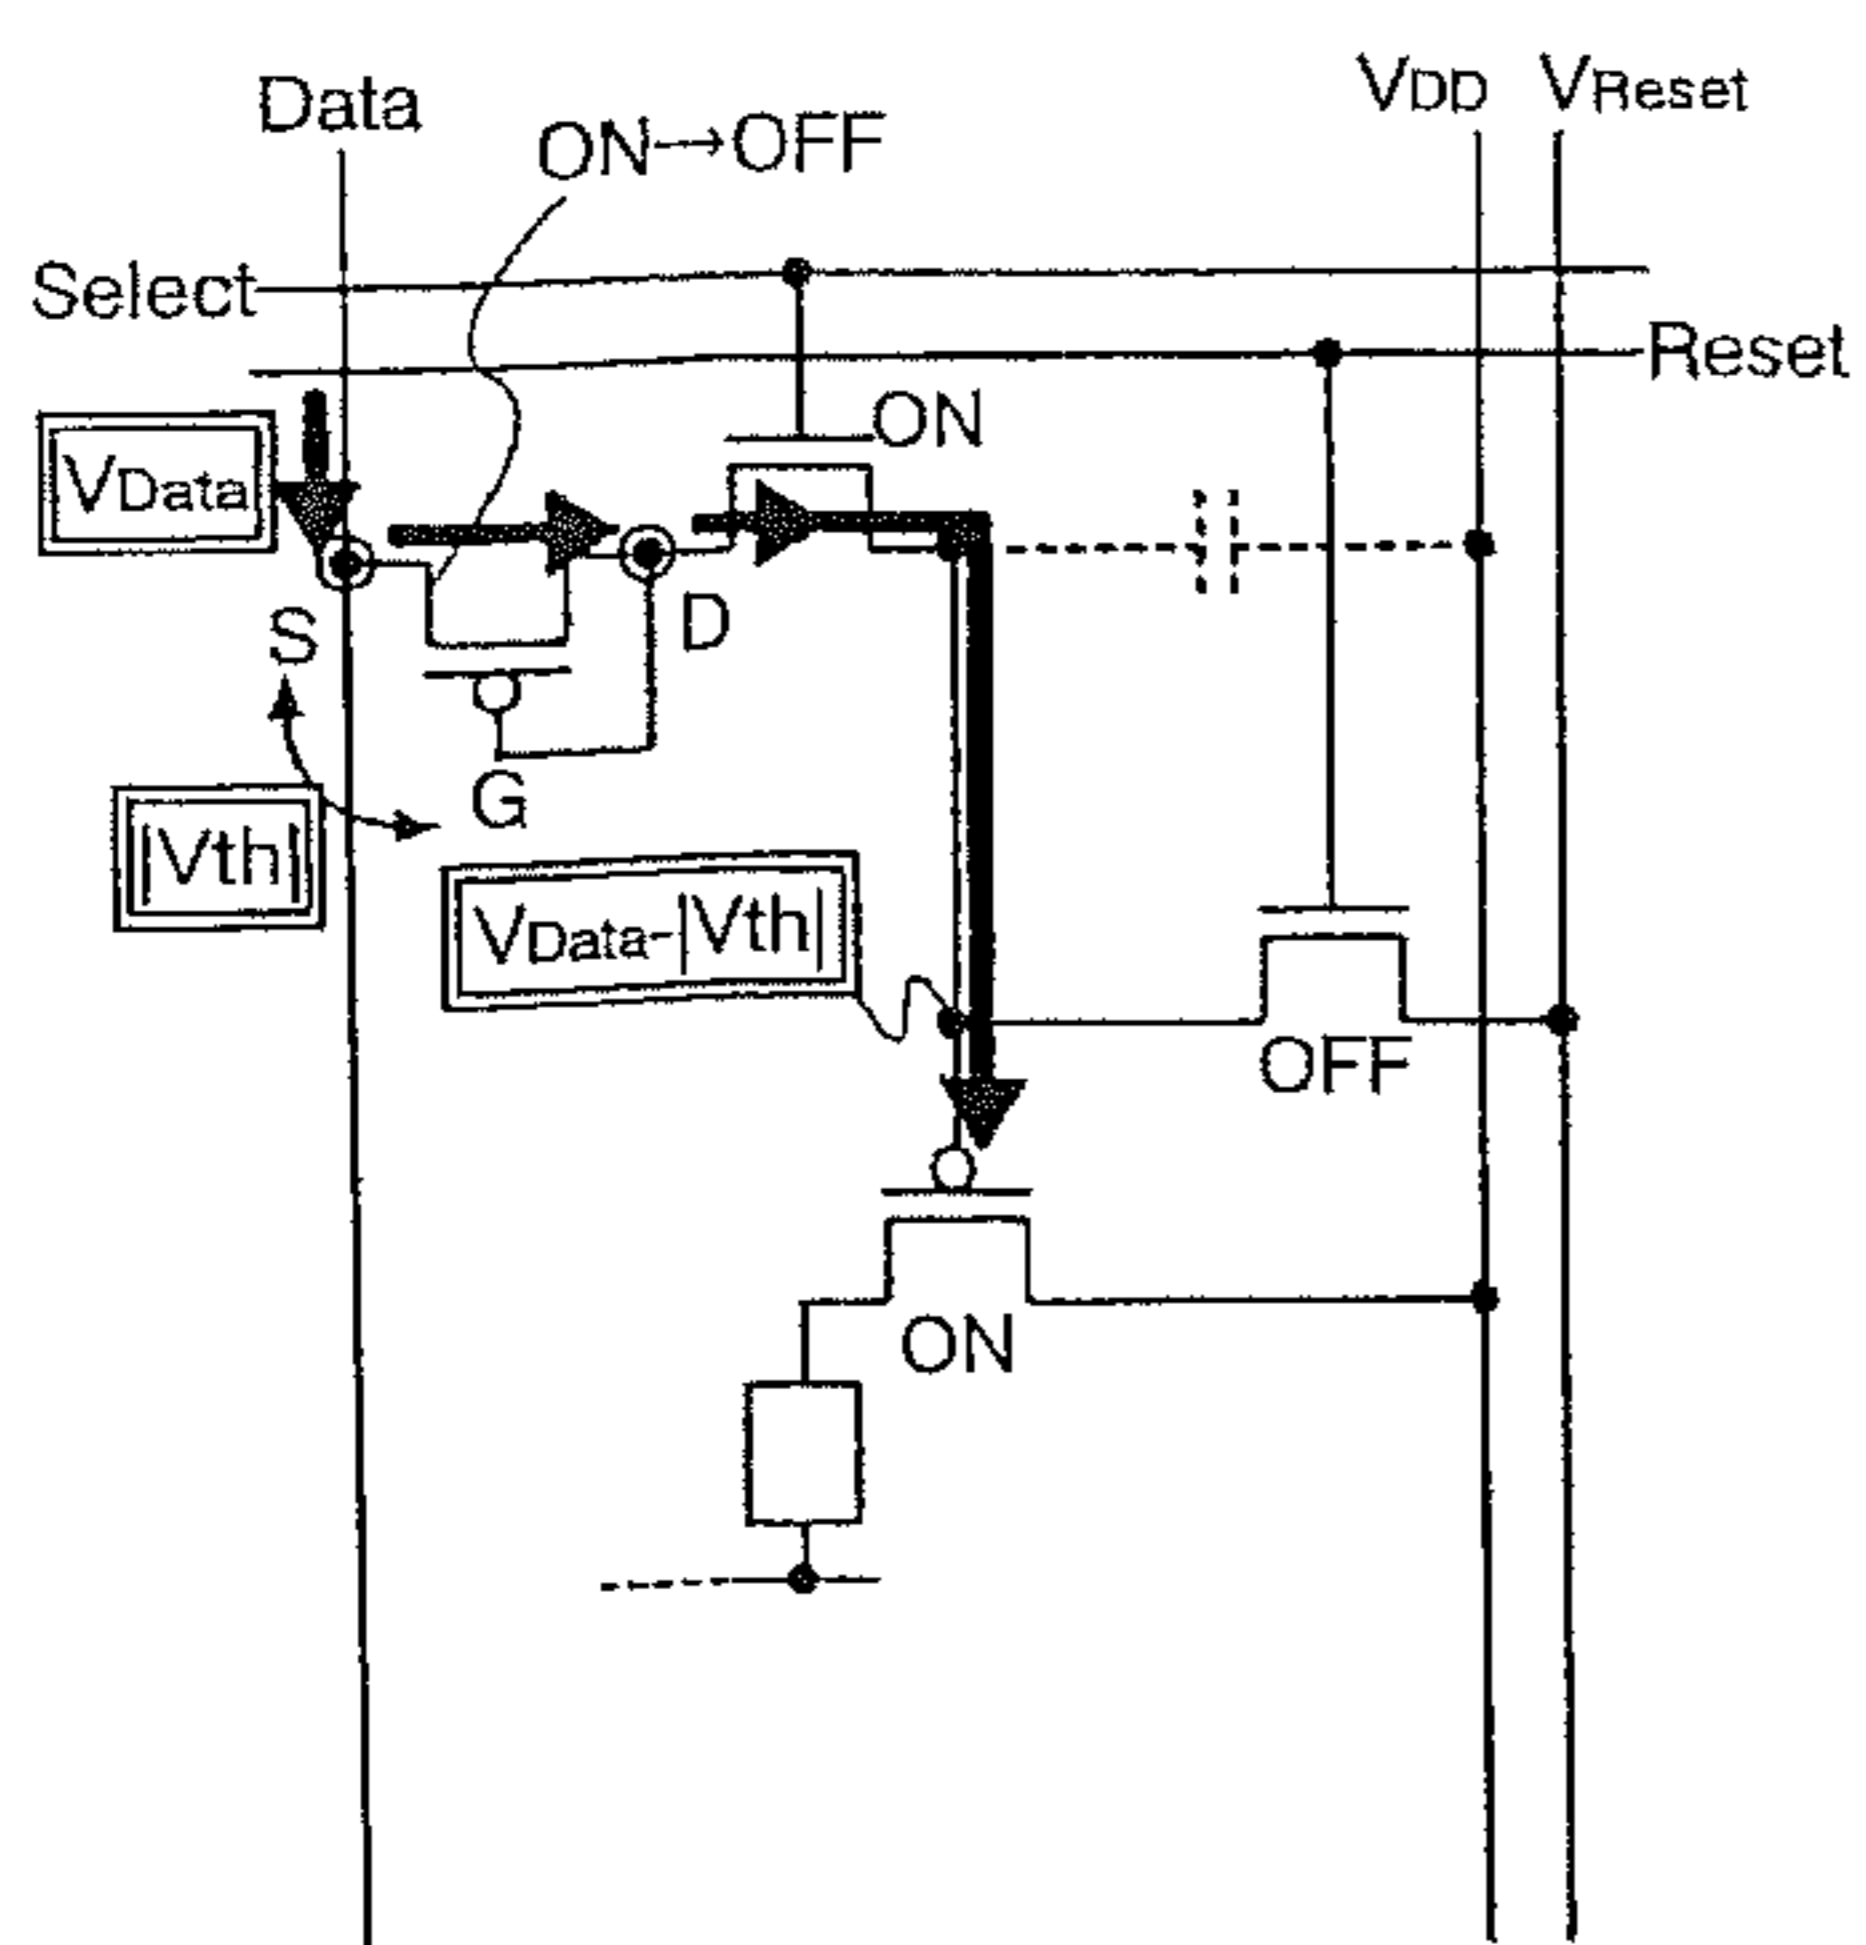 Data
VDD
VReset
ON→OFF
Select
Reset
ON
VData
S
D
G
|Vth|
VData-|Vth|
OFF
ON